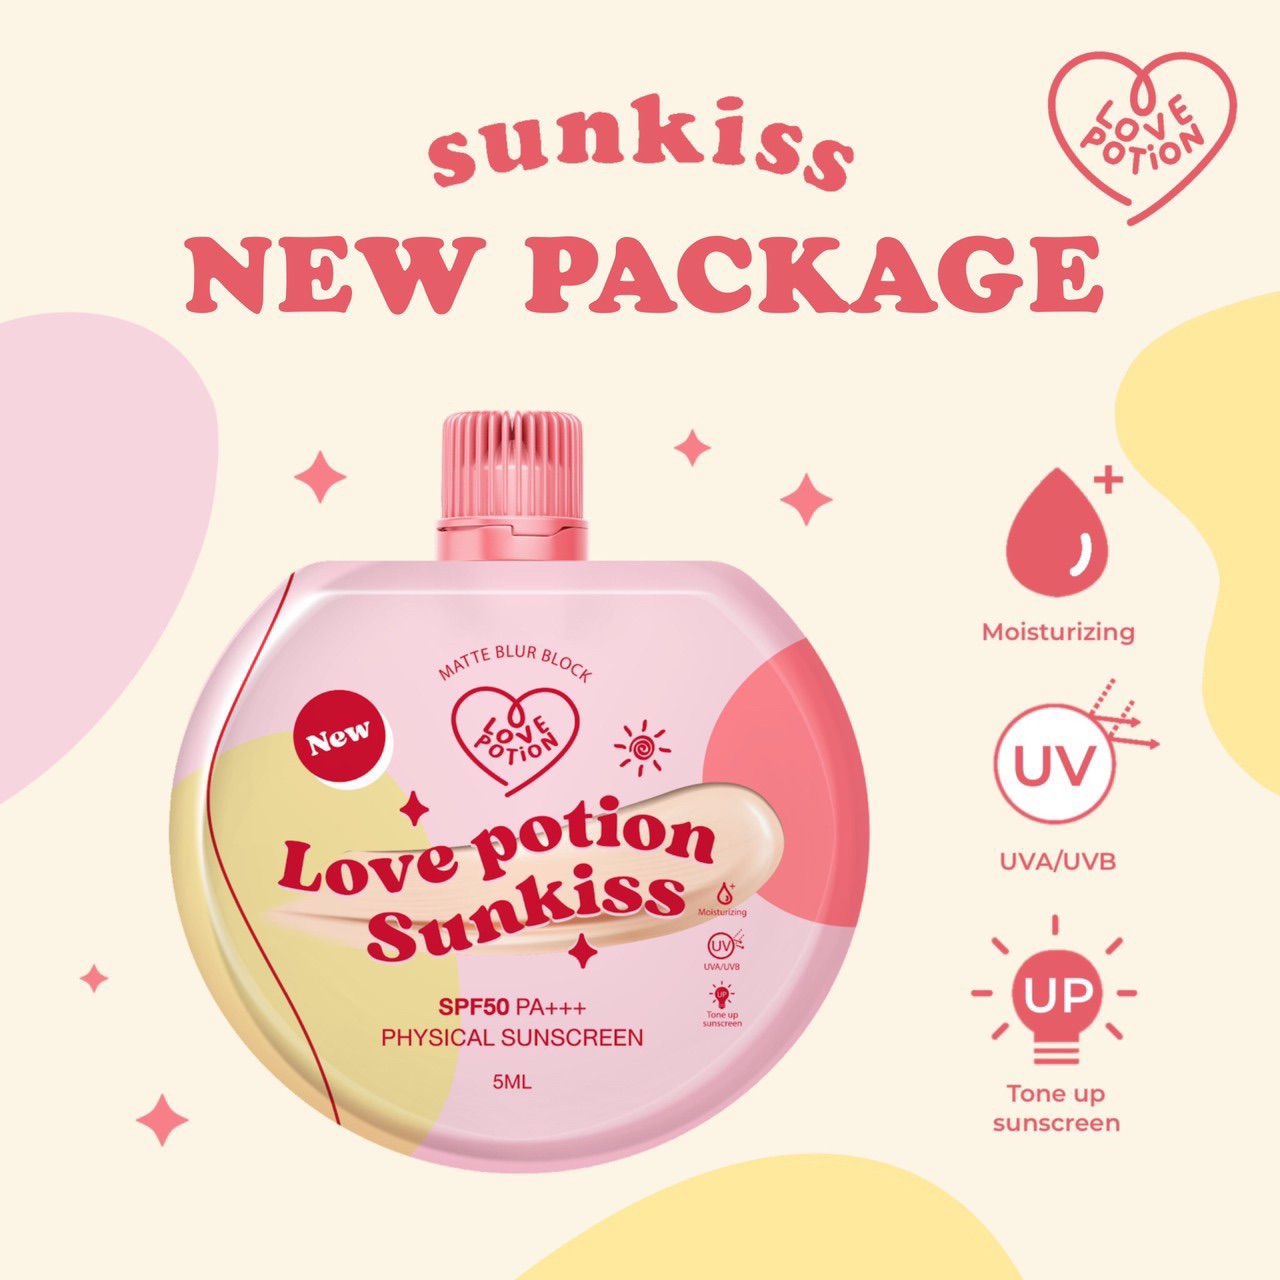 sunkiss
LOVE
POTION
NEW PACKAGE
MATTE BLUR BLOCK
LOVE
POTION
New
Love potion
Sunkiss
Moisturizing
UV
UVA/UVB
UP
Tone up
sunscreen
SPF50 PA+++
PHYSICAL SUNSCREEN
5ML
Moisturizing
UV
UVA/UVB
UP
Tone up
sunscreen